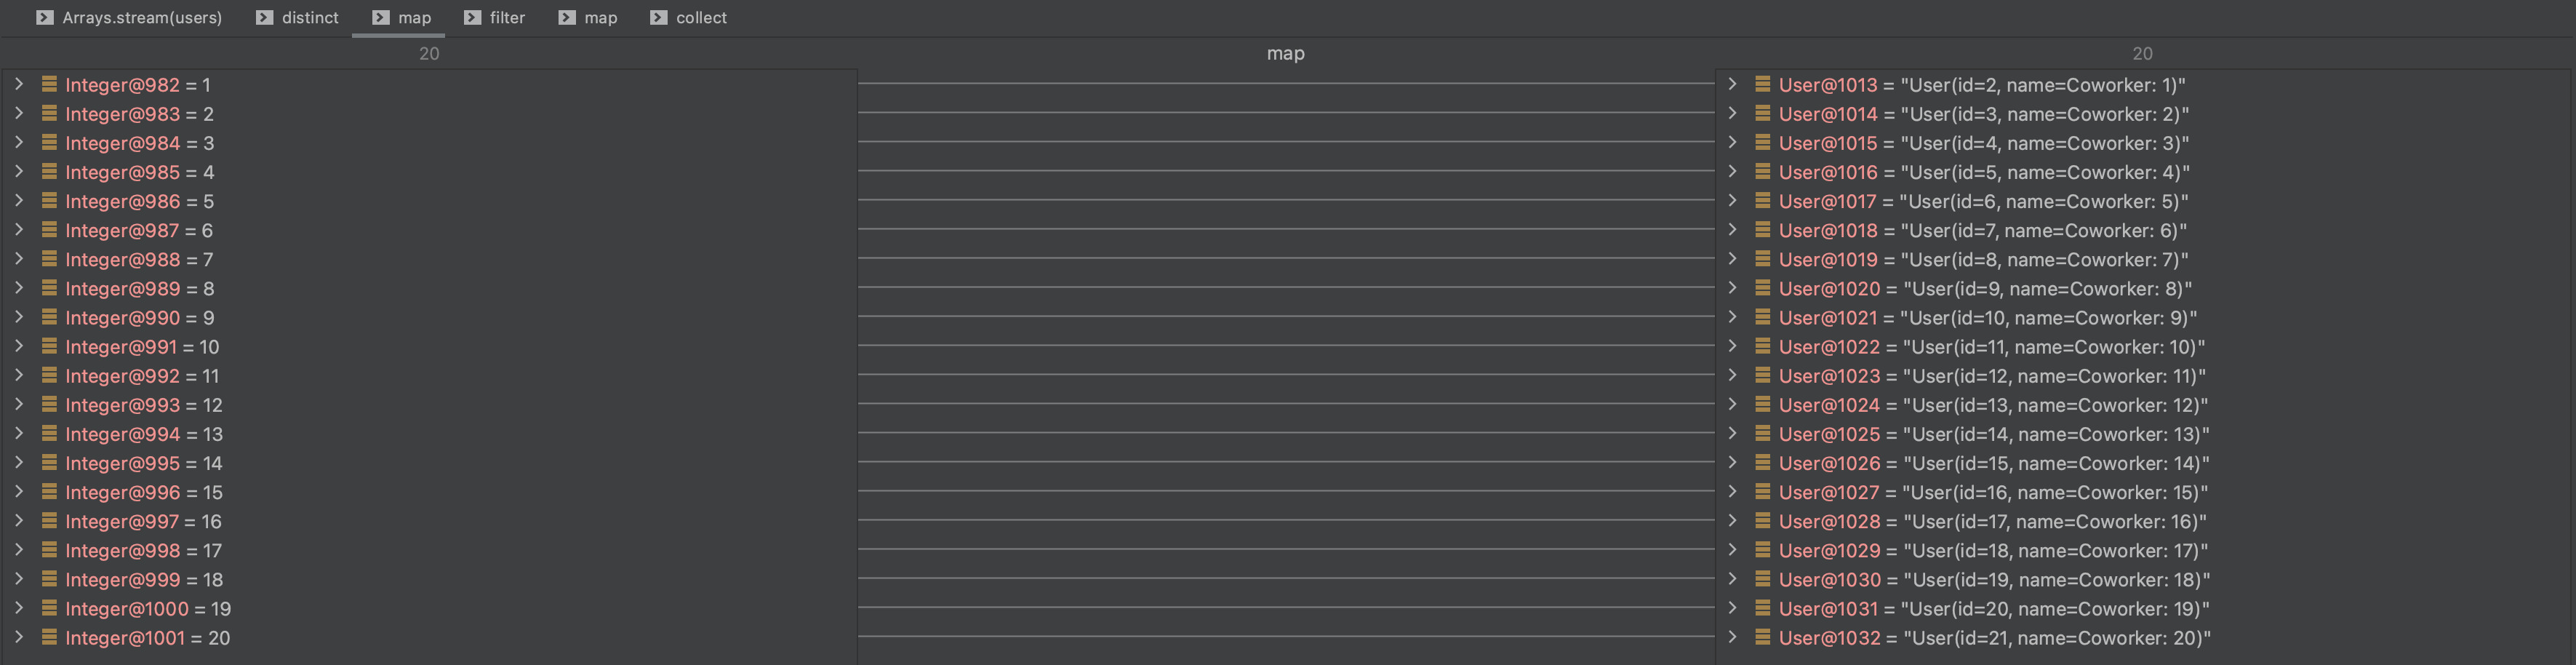 Arrays.stream(users) distinct map filter map collect
20 map 20
Integer@982 = 1 User@1013 = "User(id=2, name=Coworker: 1)"
Integer@983 = 2 User@1014 = "User(id=3, name=Coworker: 2)"
Integer@984 = 3 User@1015 = "User(id=4, name=Coworker: 3)"
Integer@985 = 4 User@1016 = "User(id=5, name=Coworker: 4)"
Integer@986 = 5 User@1017 = "User(id=6, name=Coworker: 5)"
Integer@987 = 6 User@1018 = "User(id=7, name=Coworker: 6)"
Integer@988 = 7 User@1019 = "User(id=8, name=Coworker: 7)"
Integer@989 = 8 User@1020 = "User(id=9, name=Coworker: 8)"
Integer@990 = 9 User@1021 = "User(id=10, name=Coworker: 9)"
Integer@991 = 10 User@1022 = "User(id=11, name=Coworker: 10)"
Integer@992 = 11 User@1023 = "User(id=12, name=Coworker: 11)"
Integer@993 = 12 User@1024 = "User(id=13, name=Coworker: 12)"
Integer@994 = 13 User@1025 = "User(id=14, name=Coworker: 13)"
Integer@995 = 14 User@1026 = "User(id=15, name=Coworker: 14)"
Integer@996 = 15 User@1027 = "User(id=16, name=Coworker: 15)"
Integer@997 = 16 User@1028 = "User(id=17, name=Coworker: 16)"
Integer@998 = 17 User@1029 = "User(id=18, name=Coworker: 17)"
Integer@999 = 18 User@1030 = "User(id=19, name=Coworker: 18)"
Integer@1000 = 19 User@1031 = "User(id=20, name=Coworker: 19)"
Integer@1001 = 20 User@1032 = "User(id=21, name=Coworker: 20)"